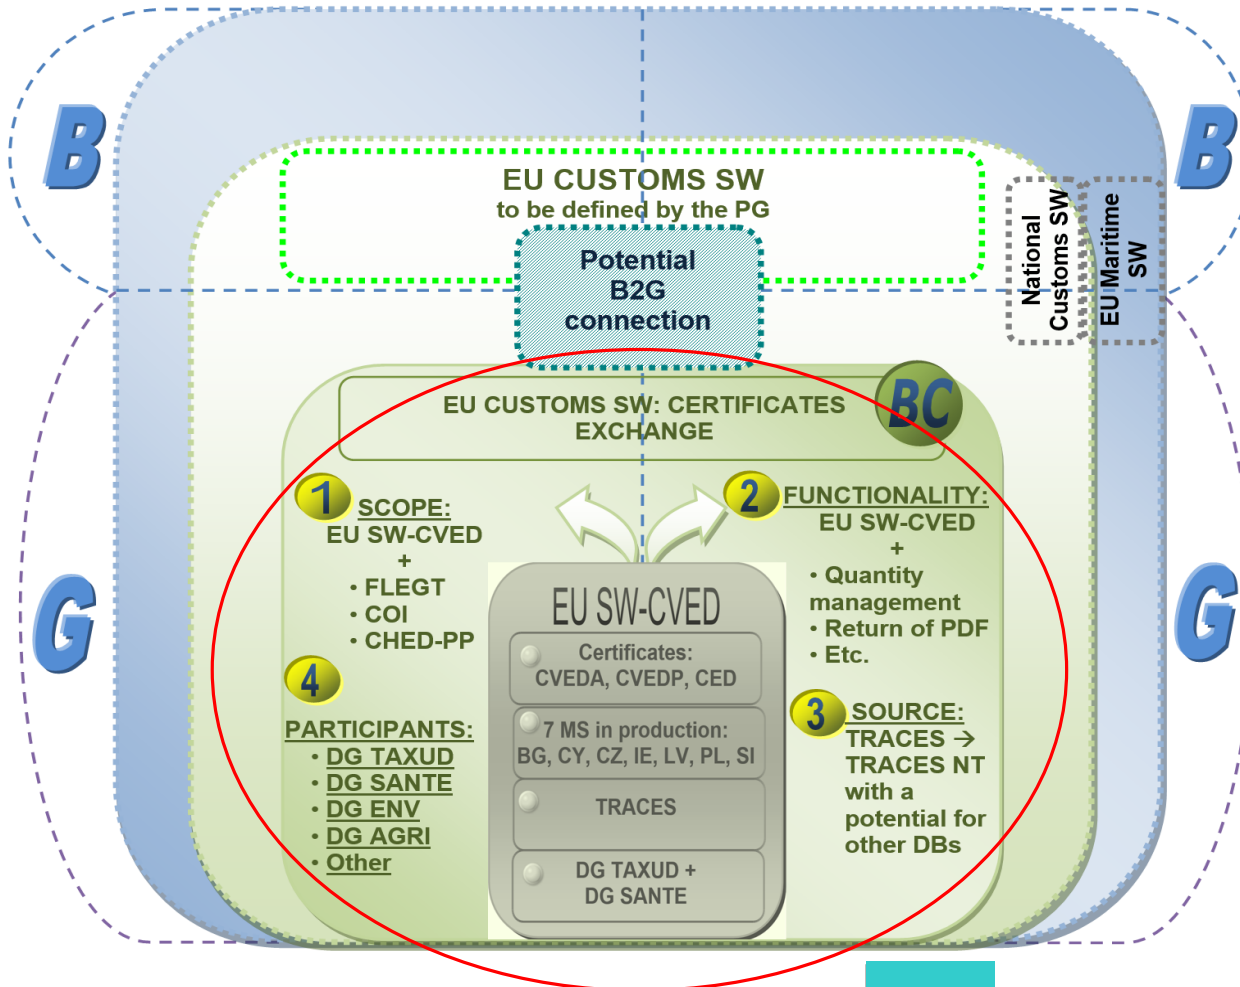 B
B
EU CUSTOMS SW
to be defined by the PG
National
Customs SW
EU Maritime
SW
Potential
B2G
connection
BC
EU CUSTOMS SW: CERTIFICATES
EXCHANGE
1
SCOPE:
EU SW-CVED
+
• FLEGT
• COI
• CHED-PP
2
FUNCTIONALITY:
EU SW-CVED
+
• Quantity
management
• Return of PDF
• Etc.
G
G
EU SW-CVED
Certificates:
CVEDA, CVEDP, CED
7 MS in production:
BG, CY, CZ, IE, LV, PL, SI
TRACES
DG TAXUD +
DG SANTE
4
PARTICIPANTS:
• DG TAXUD
• DG SANTE
• DG ENV
• DG AGRI
• Other
3
SOURCE:
TRACES →
TRACES NT
with a
potential for
other DBs